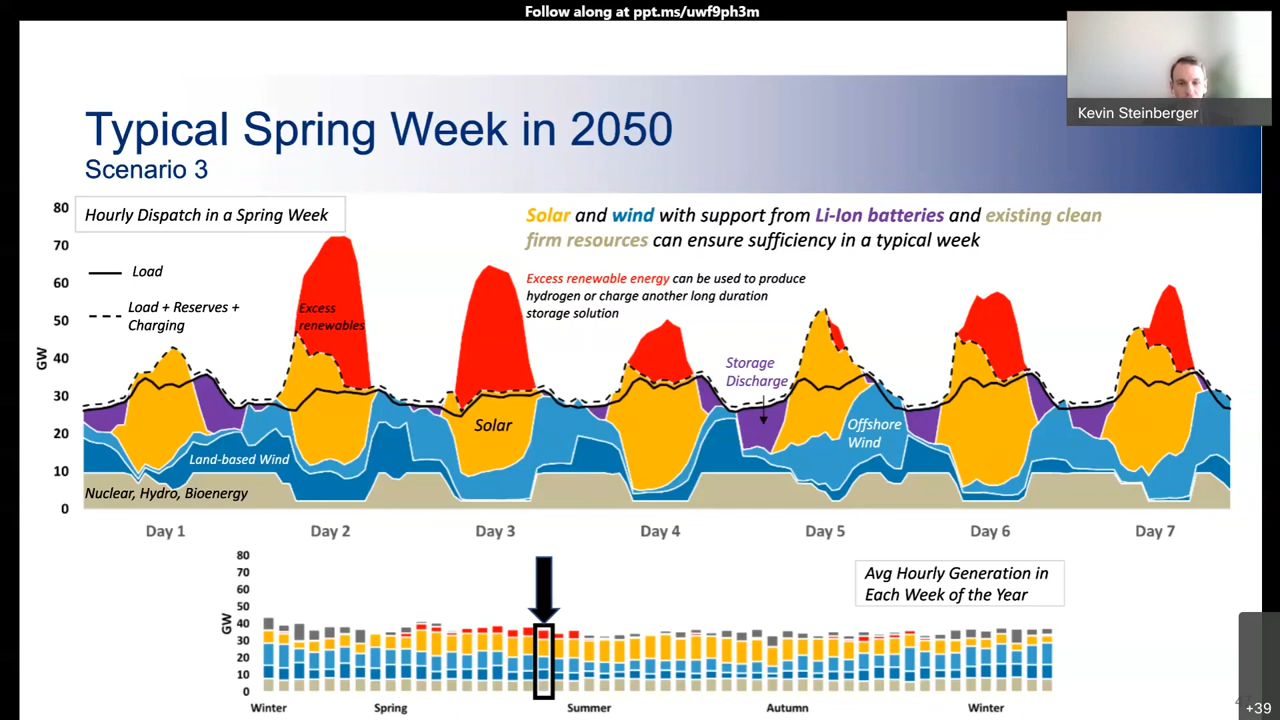 Follow along at ppt.ms/uwf9ph3m
Kevin Steinberger
Typical Spring Week in 2050
Scenario 3
80
70
60
50
40
30
20
10
0
GW
Hourly Dispatch in a Spring Week
Load
Load + Reserves +
Charging
Solar and wind with support from Li-Ion batteries and existing clean
firm resources can ensure sufficiency in a typical week
Excess renewable energy can be used to produce
hydrogen or charge another long duration
storage solution
Excess
renewables
Storage
Discharge
Solar
Offshore
Wind
Land-based Wind
Nuclear, Hydro, Bioenergy
Day 1 Day 2 Day 3 Day 4 Day 5 Day 6 Day 7
80
70
60
50
40
30
20
10
0
GW
Avg Hourly Generation in
Each Week of the Year
Winter Spring Summer Autumn Winter
+39